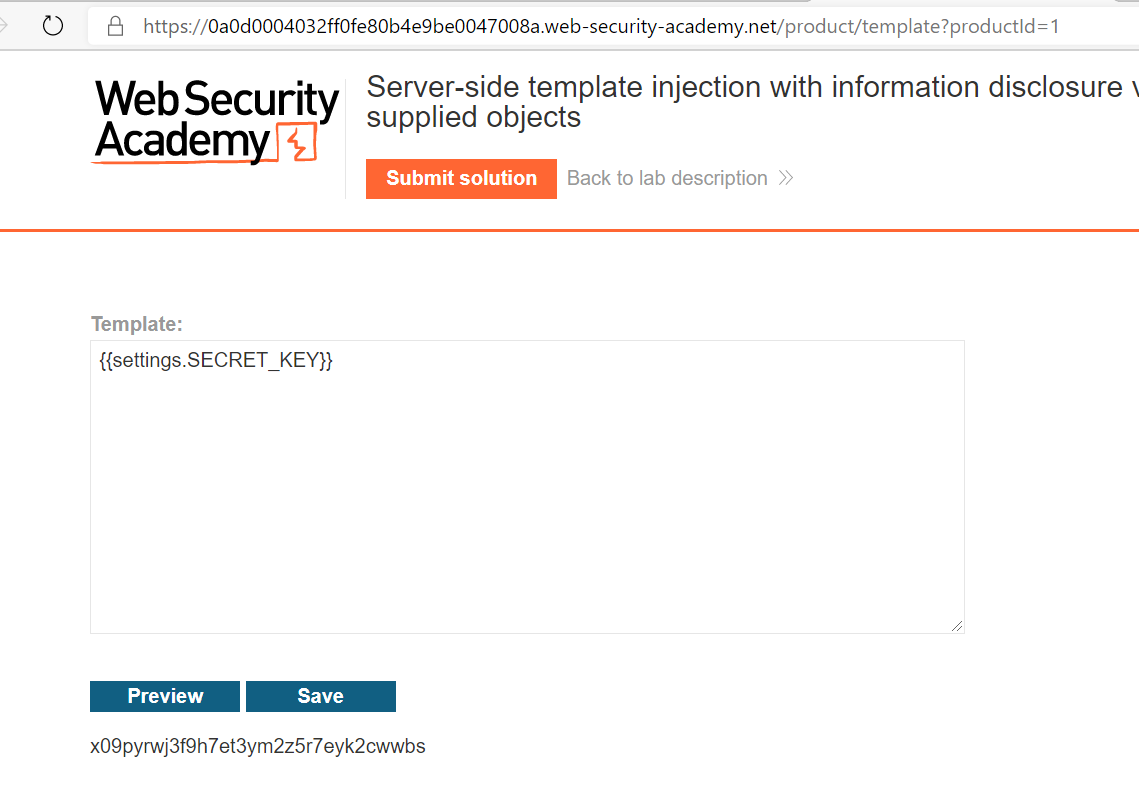 https://0a0d0004032ff0fe80b4e9be0047008a.web-security-academy.net/product/template?productId=1
Web Security
Academy
Server-side template injection with information disclosure v
supplied objects
Submit solution
Back to lab description
Template:
{{settings.SECRET_KEY}}
Preview
Save
x09pyrwj3f9h7et3ym2z5r7eyk2cwwbs